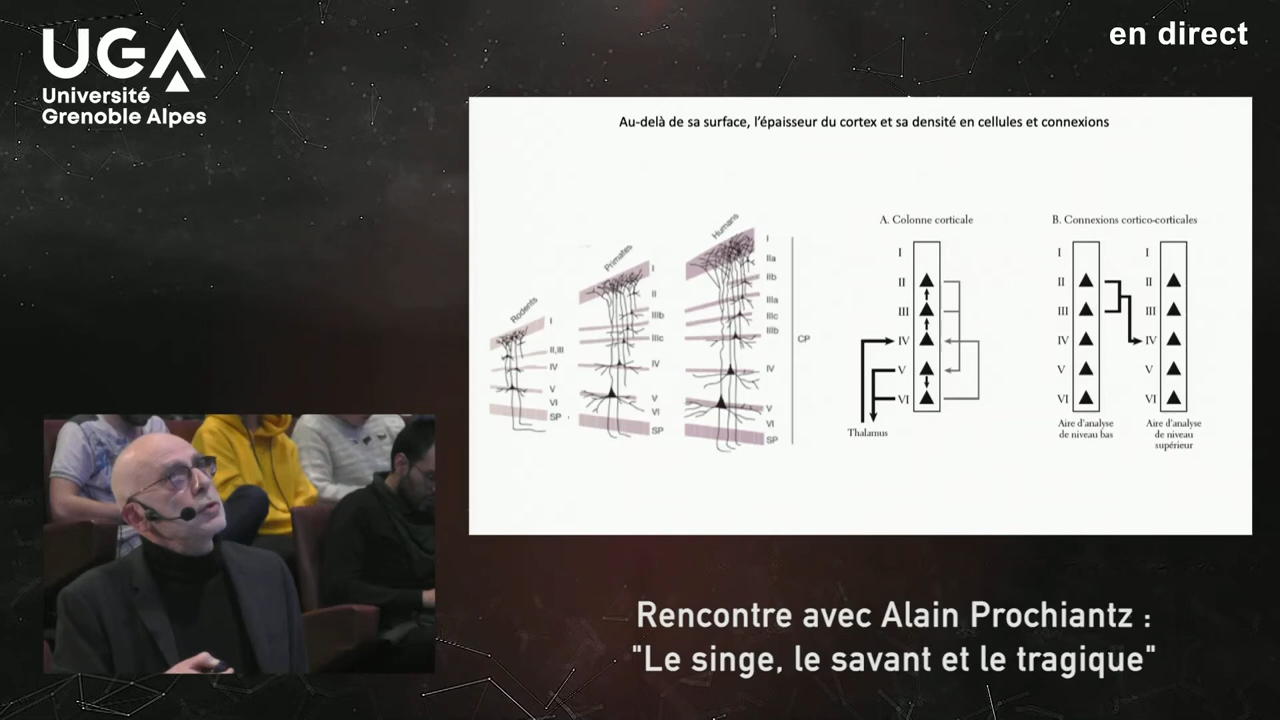 UGA
Université
Grenoble Alpes
en direct
Au-delà de sa surface, l'épaisseur du cortex et sa densité en cellules et connexions
Rodents
I
II,III
IV
V
VI
SP
Primates
I
II
IIIb
IIIc
IV
V
VI
SP
Humans
I
IIa
IIb
IIIa
IIIc
IIIb
IV
V
VI
SP
CP
A. Colonne corticale
I
II
III
IV
V
VI
Thalamus
B. Connexions cortico-corticales
I
II
III
IV
V
VI
Aire d'analyse
de niveau bas
I
II
III
IV
V
VI
Aire d'analyse
de niveau
supérieur
Rencontre avec Alain Prochiantz :
"Le singe, le savant et le tragique"